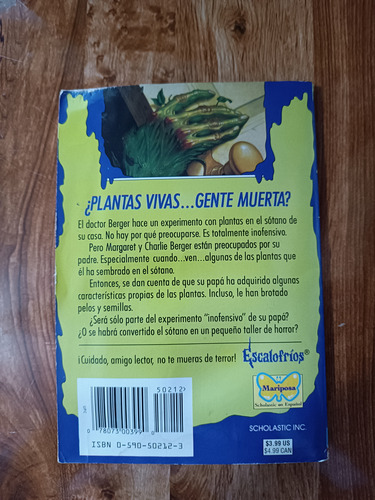 ¿PLANTAS VIVAS...GENTE MUERTA?
El doctor Berger hace un experimento con plantas en el sótano de
su casa. No hay por qué preocuparse. Es totalmente inofensivo.
Pero Margaret y Charlie Berger están preocupados por su
padre. Especialmente cuando...ven...algunas de las plantas que
él ha sembrado en el sótano.
Entonces, se dan cuenta de que su papá ha adquirido algunas
características propias de las plantas. Incluso, le han brotado
pelos y semillas.
¿Será sólo parte del experimento "inofensivo" de su papá?
¿O se habrá convertido el sótano en un pequeño taller de horror?
¡Cuidado, amigo lector, no te mueras de terror!
Escalofríos®
Mariposa
Scholastic en Español
50212
0 78073 00399
ISBN 0-590-50212-3
SCHOLASTIC INC.
$3.99 US
$4.99 CAN